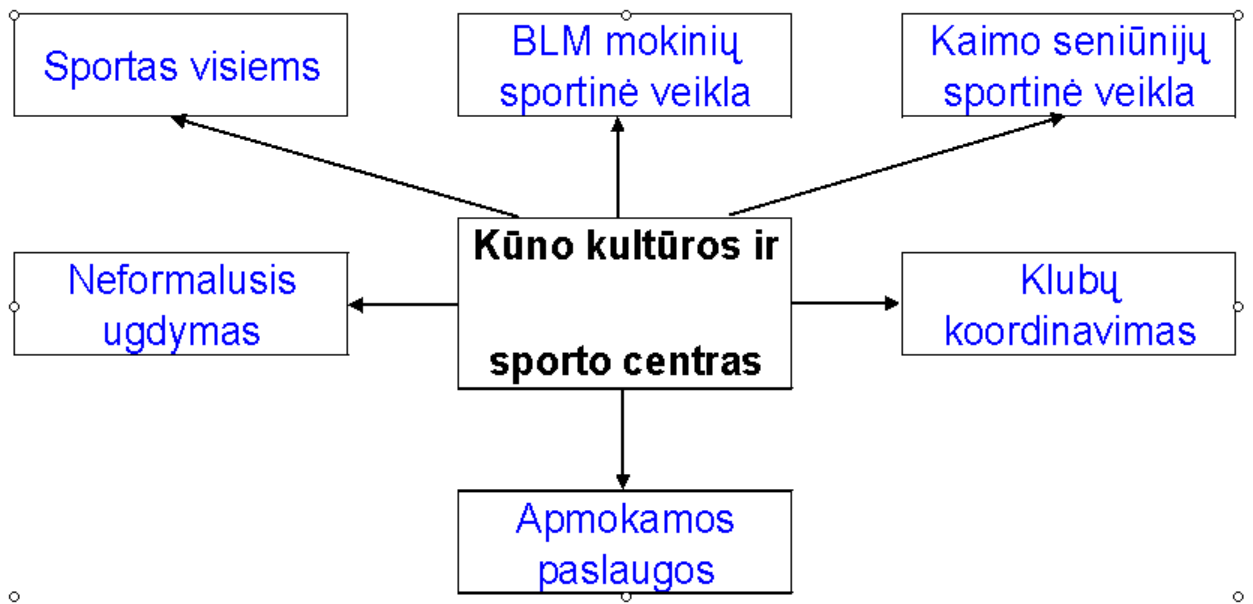 Sportas visiems
BLM mokinių
sportinė veikla
Kaimo seniūnijų
sportinė veikla
Kūno kultūros ir
sporto centras
Neformalusis
ugdymas
Klubų
koordinavimas
Apmokamos
paslaugos